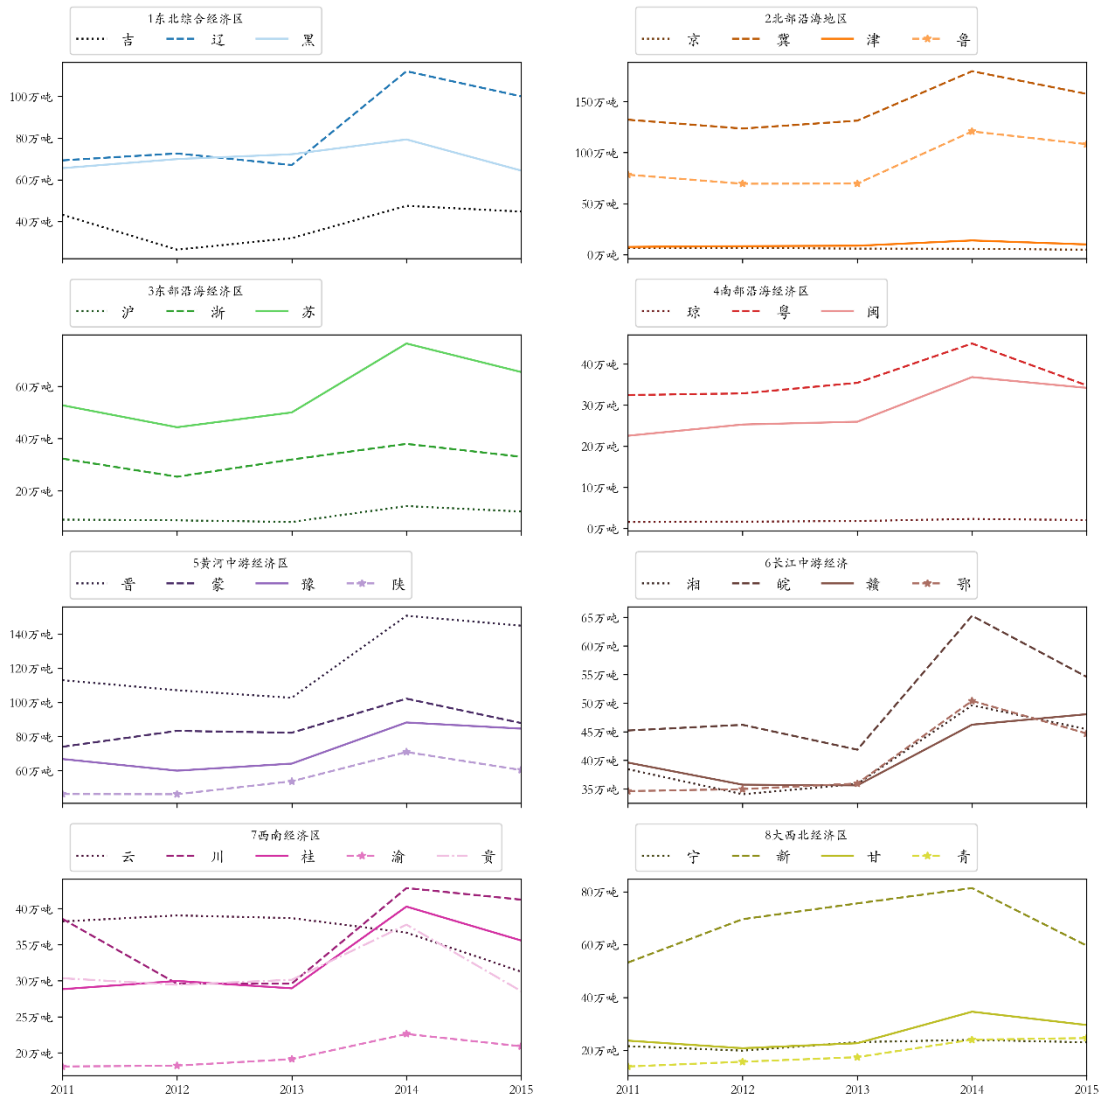 1东北综合经济区
吉 辽 黑
100万吨
80万吨
60万吨
40万吨
2北部沿海地区
京 冀 津 鲁
150万吨
100万吨
50万吨
0万吨
3东部沿海经济区
沪 浙 苏
60万吨
40万吨
20万吨
4南部沿海经济区
琼 粤 闽
40万吨
30万吨
20万吨
10万吨
0万吨
5黄河中游经济区
晋 蒙 豫 陕
140万吨
120万吨
100万吨
80万吨
60万吨
6长江中游经济
湘 皖 赣 鄂
65万吨
60万吨
55万吨
50万吨
45万吨
40万吨
35万吨
7西南经济区
云 川 桂 渝 贵
40万吨
35万吨
30万吨
25万吨
20万吨
2011 2012 2013 2014 2015
8大西北经济区
宁 新 甘 青
80万吨
60万吨
40万吨
20万吨
2011 2012 2013 2014 2015